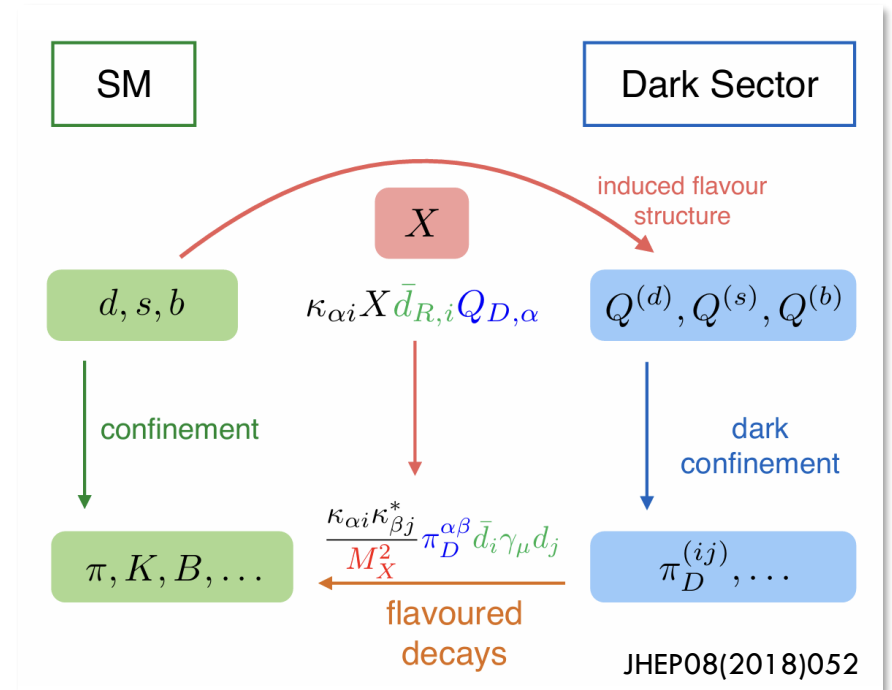 SM
Dark Sector
induced flavour
structure
X
d, s, b
κ_{αi} X d̄_{R,i} Q_{D,α}
Q^{(d)}, Q^{(s)}, Q^{(b)}
confinement
dark
confinement
κ_{αi} κ*_{βj} / M_X^2 π_D^{αβ} d̄_i γ_μ d_j
π, K, B, ...
π_D^{(ij)}, ...
flavoured
decays
JHEP08(2018)052